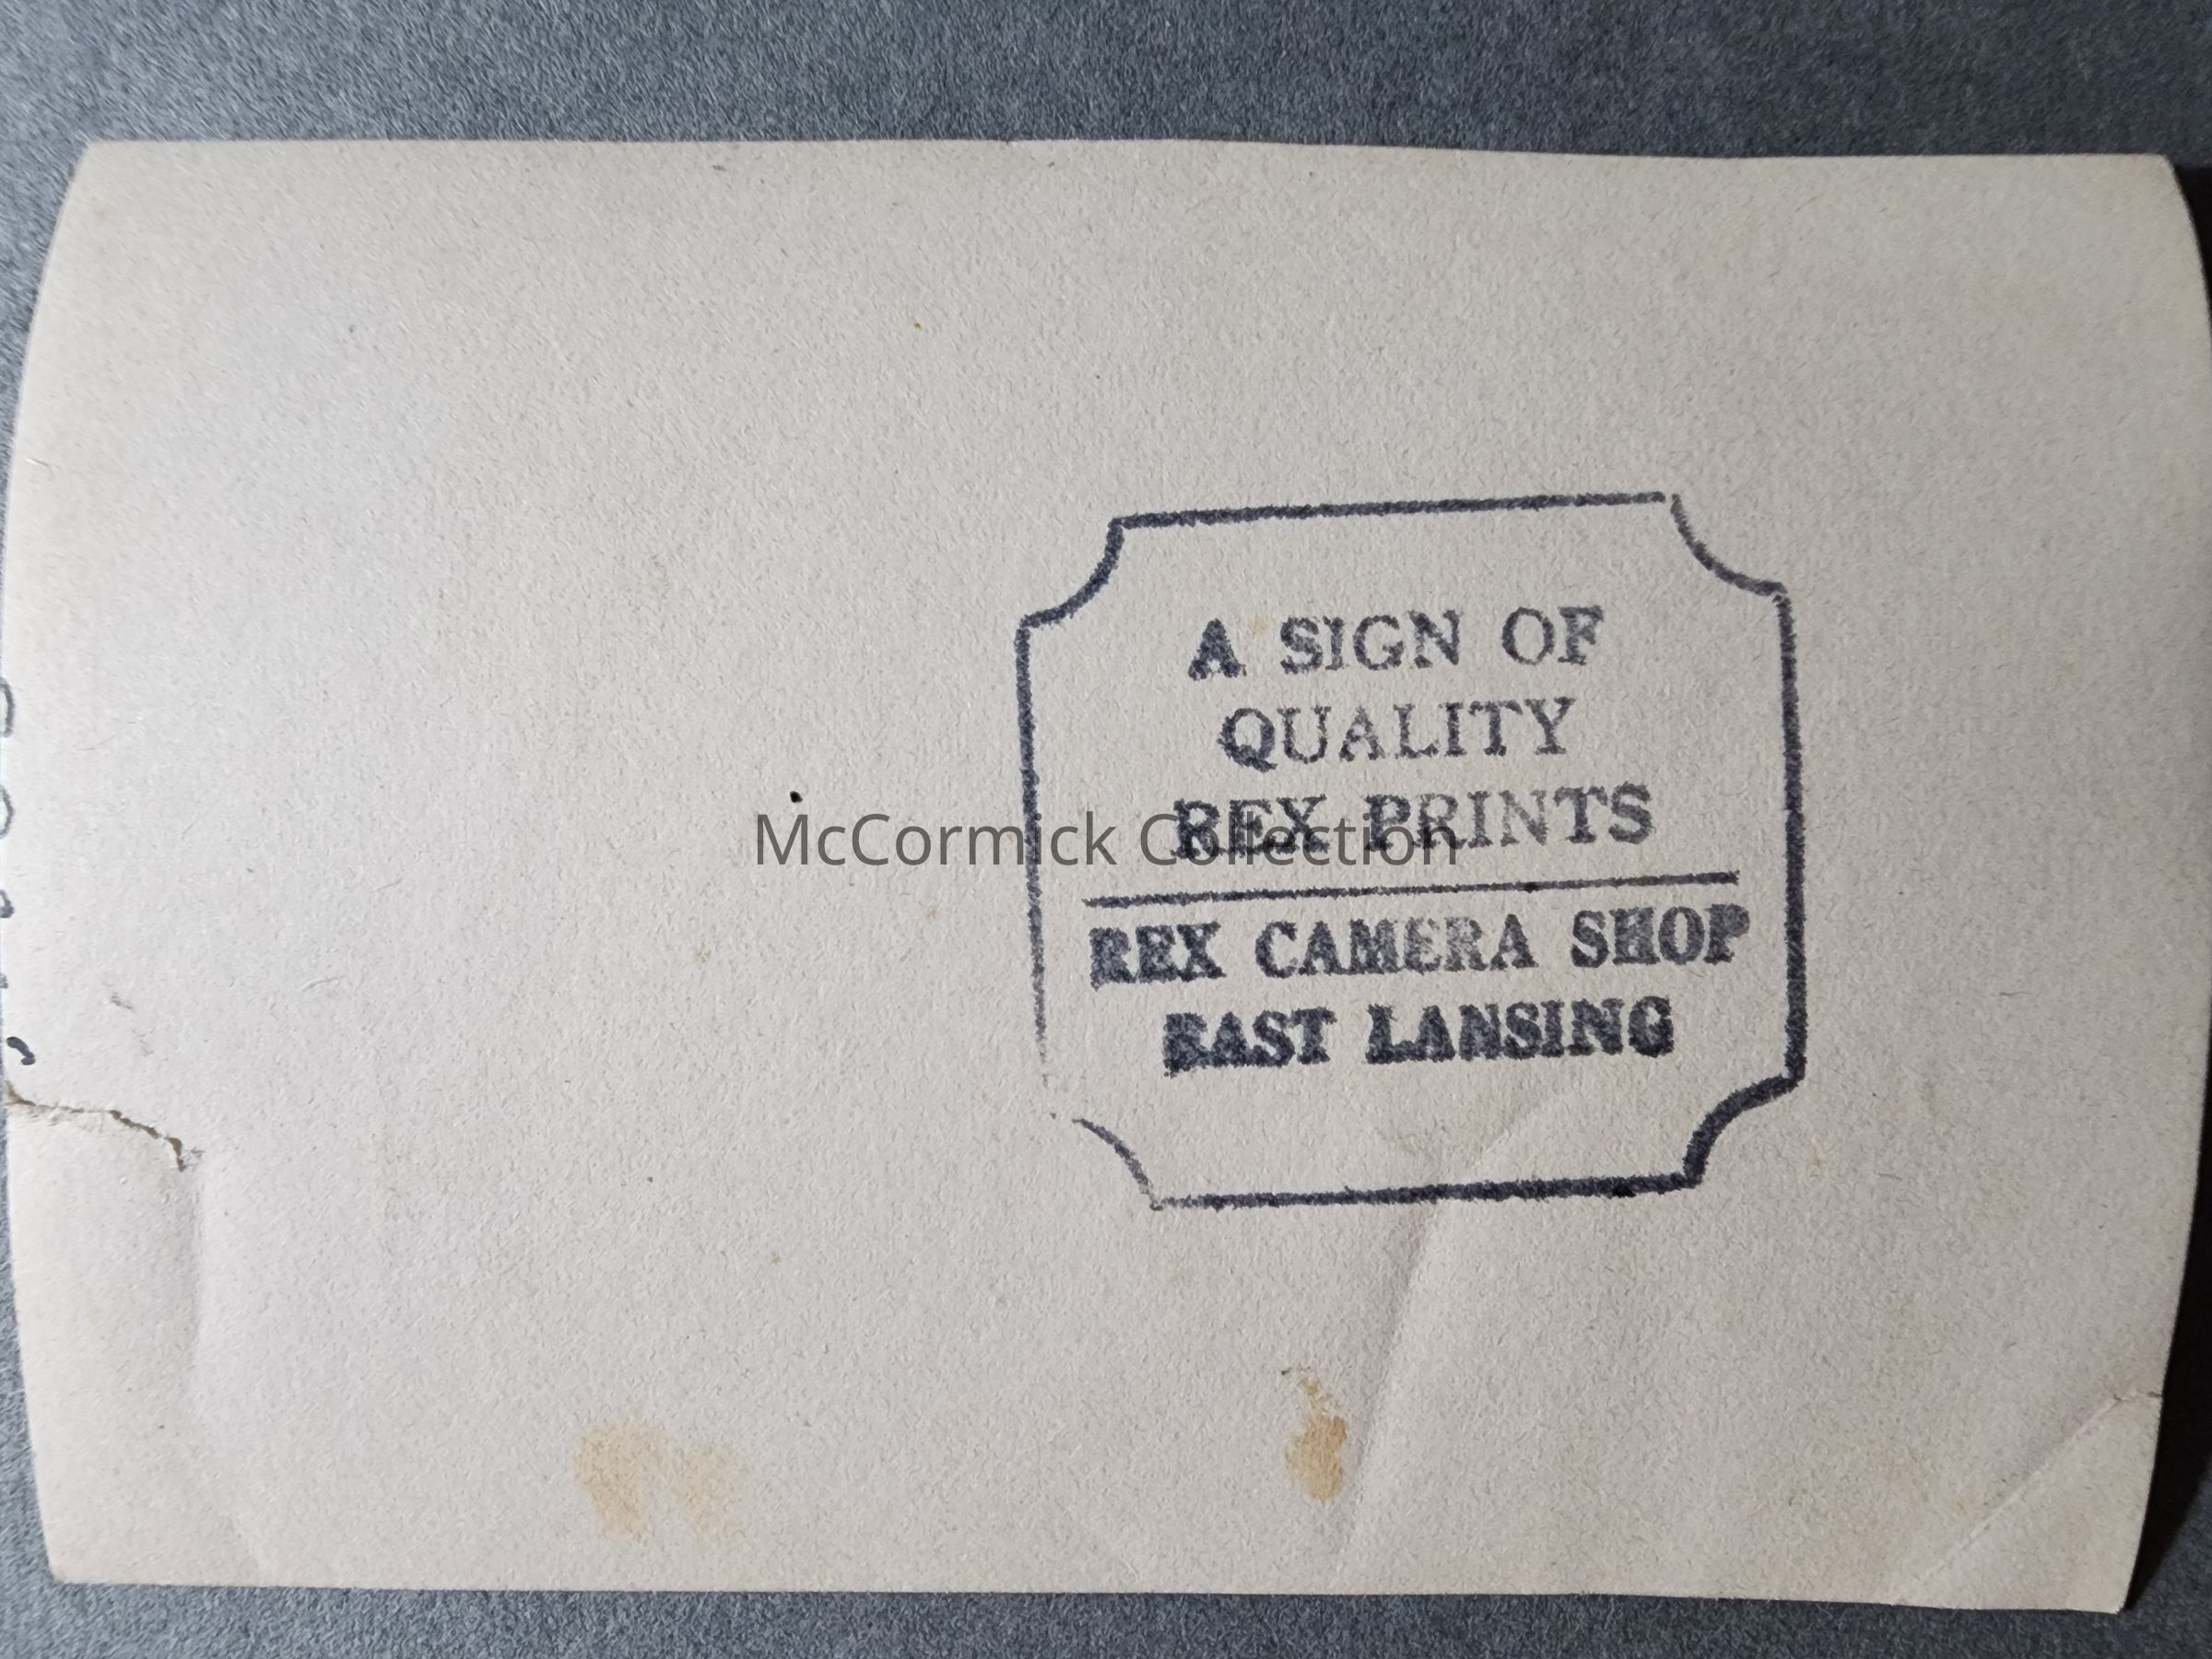 A SIGN OF
QUALITY
REX PRINTS
REX CAMERA SHOP
EAST LANSING
McCormick Collection